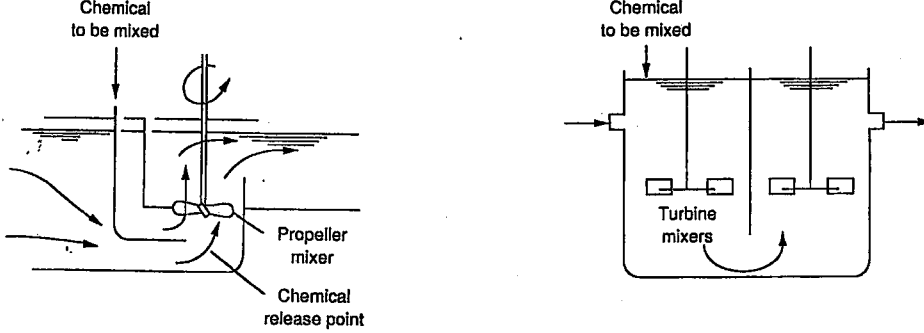 Chemical
to be mixed
Propeller
mixer
Chemical
release point
Chemical
to be mixed
Turbine
mixers